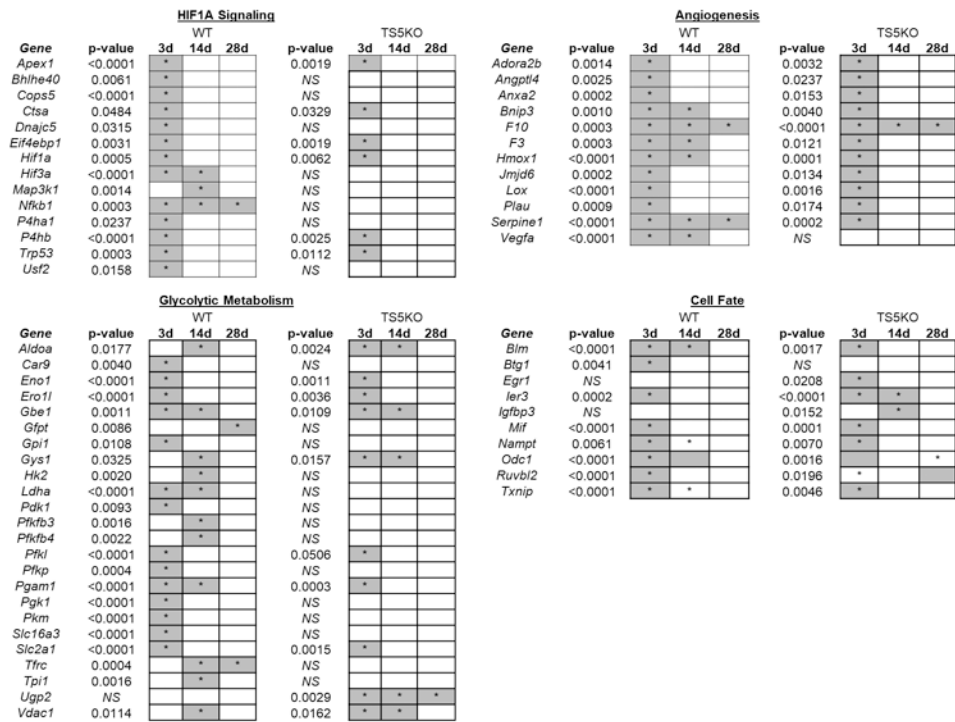 HIF1A Signaling
WT TS5KO
Gene p-value 3d 14d 28d p-value 3d 14d 28d
Apex1 <0.0001 * 0.0019 *
Bhlhe40 0.0061 * NS
Cops5 <0.0001 * NS
Ctsa 0.0484 * 0.0329 *
Dnajc5 0.0315 * NS
Eif4ebp1 0.0031 * 0.0019 *
Hif1a 0.0005 * 0.0062 *
Hif3a <0.0001 * * NS
Map3k1 0.0014 * NS
Nfkb1 0.0003 * * * NS
P4ha1 0.0237 * NS
P4hb <0.0001 * 0.0025 *
Trp53 0.0003 * 0.0112 *
Usf2 0.0158 * NS
Angiogenesis
WT TS5KO
Gene p-value 3d 14d 28d p-value 3d 14d 28d
Adora2b 0.0014 * 0.0032 *
Angptl4 0.0025 * 0.0237 *
Anxa2 0.0002 * 0.0153 *
Bnip3 0.0010 * * 0.0040 *
F10 0.0003 * * * <0.0001 * * *
F3 0.0003 * * 0.0121 *
Hmox1 <0.0001 * * 0.0001 *
Jmjd6 0.0002 * 0.0134 *
Lox <0.0001 * 0.0016 *
Plau 0.0009 * 0.0174 *
Serpine1 <0.0001 * * * 0.0002 *
Vegfa <0.0001 * * NS
Glycolytic Metabolism
WT TS5KO
Gene p-value 3d 14d 28d p-value 3d 14d 28d
Aldoa 0.0177 * 0.0024 * *
Car9 0.0040 * NS
Eno1 <0.0001 * 0.0011 *
Ero1l <0.0001 * 0.0036 *
Gbe1 0.0011 * * 0.0109 * *
Gfpt 0.0086 * NS
Gpi1 0.0108 * NS
Gys1 0.0325 * 0.0157 * *
Hk2 0.0020 * NS
Ldha <0.0001 * * NS
Pdk1 0.0093 * NS
Pfkfb3 0.0016 * NS
Pfkfb4 0.0022 * NS
Pfkl <0.0001 * 0.0506 *
Pfkp 0.0004 * NS
Pgam1 <0.0001 * * 0.0003 *
Pgk1 <0.0001 * NS
Pkm <0.0001 * NS
Slc16a3 <0.0001 * NS
Slc2a1 <0.0001 * 0.0015 *
Tfrc 0.0004 * * NS
Tpi1 0.0016 * NS
Ugp2 NS 0.0029 * * *
Vdac1 0.0114 * 0.0162 * *
Cell Fate
WT TS5KO
Gene p-value 3d 14d 28d p-value 3d 14d 28d
Blm <0.0001 * * 0.0017 *
Btg1 0.0041 * NS
Egr1 NS 0.0208 *
Ier3 0.0002 * <0.0001 * *
Igfbp3 NS 0.0152 *
Mif <0.0001 * 0.0001 *
Nampt 0.0061 * * 0.0070 *
Odc1 <0.0001 * 0.0016 *
Ruvbl2 <0.0001 * 0.0196 *
Txnip <0.0001 * * 0.0046 *